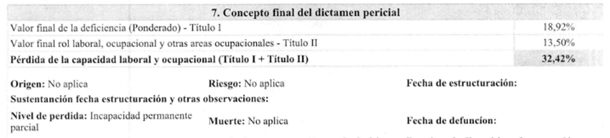 7. Concepto final del dictamen pericial
Valor final de la deficiencia (Ponderado) - Título I 18,92%
Valor final rol laboral, ocupacional y otras areas ocupacionales - Título II 13,50%
Pérdida de la capacidad laboral y ocupacional (Título I + Título II) 32,42%
Origen: No aplica Riesgo: No aplica Fecha de estructuración:
Sustentanción fecha estructuración y otras observaciones:
Nivel de perdida: Incapacidad permanente parcial Muerte: No aplica Fecha de defuncíon: